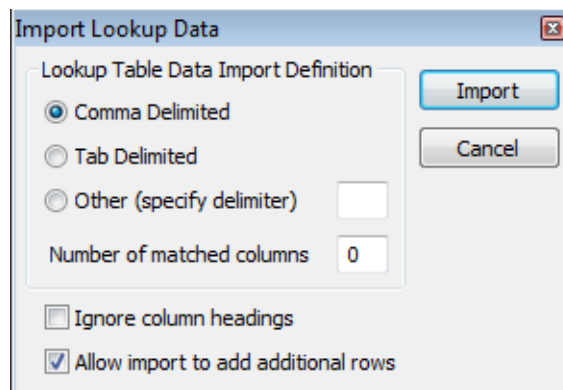 Import Lookup Data
Lookup Table Data Import Definition
Comma Delimited
Tab Delimited
Other (specify delimiter)
Number of matched columns 0
Ignore column headings
Allow import to add additional rows
Import
Cancel